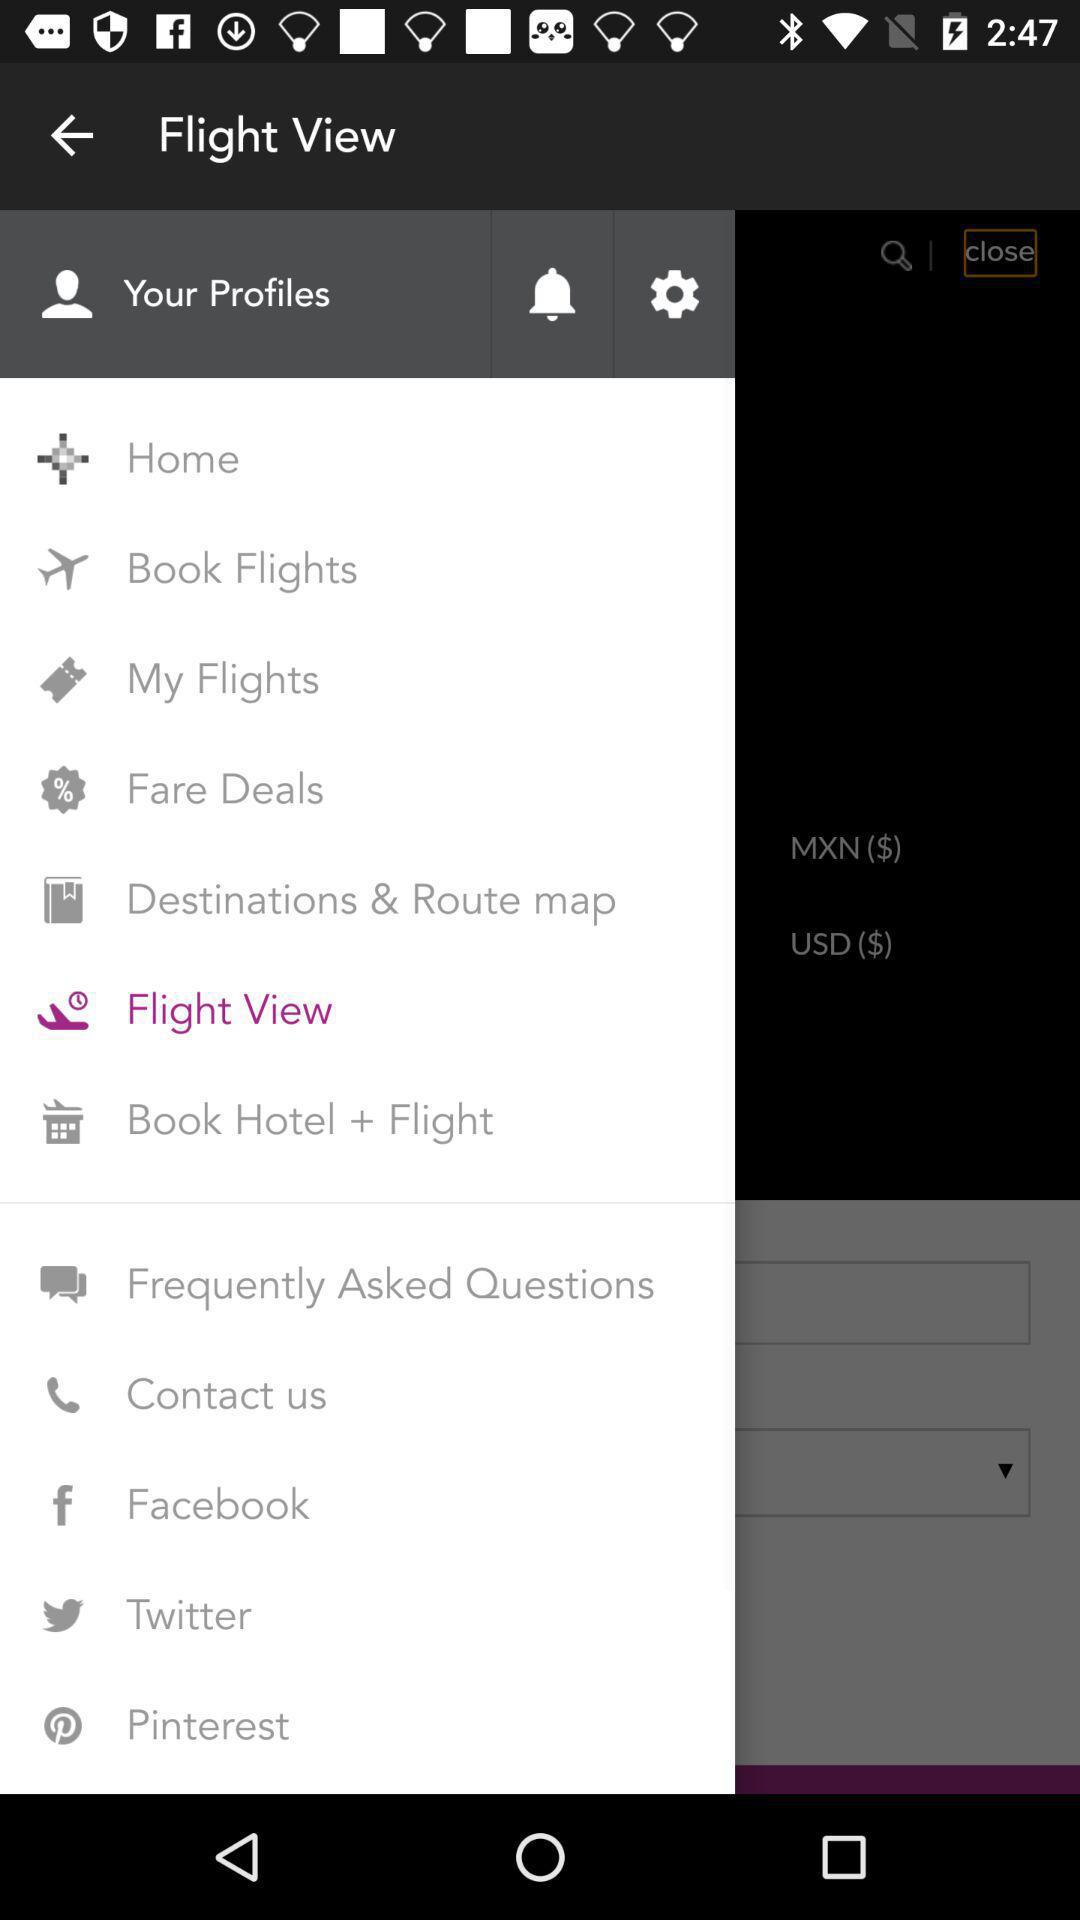 2:47
Flight View
Your Profiles
close
Home
Book Flights
My Flights
Fare Deals
MXN ($)
Destinations & Route map
USD ($)
Flight View
Book Hotel + Flight
Frequently Asked Questions
Contact us
Facebook
Twitter
Pinterest